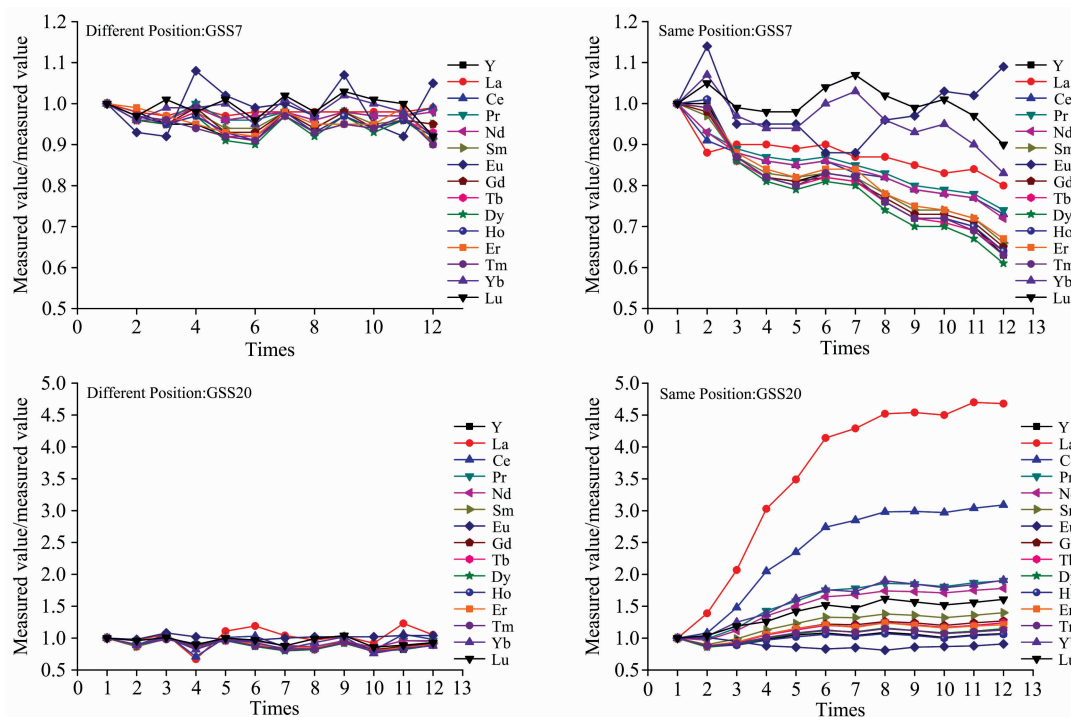 Different Position:GSS7
Measured value/measured value
1.2
1.1
1.0
0.9
0.8
0.7
0.6
0.5
0 2 4 6 8 10 12
Times
Y
La
Ce
Pr
Nd
Sm
Eu
Gd
Tb
Dy
Ho
Er
Tm
Yb
Lu
Same Position:GSS7
Measured value/measured value
1.2
1.1
1.0
0.9
0.8
0.7
0.6
0.5
0 1 2 3 4 5 6 7 8 9 10 11 12 13
Times
Y
La
Ce
Pr
Nd
Sm
Eu
Gd
Tb
Dy
Ho
Er
Tm
Yb
Lu
Different Position:GSS20
Measured value/measured value
5.0
4.5
4.0
3.5
3.0
2.5
2.0
1.5
1.0
0.5
0 1 2 3 4 5 6 7 8 9 10 11 12 13
Times
Y
La
Ce
Pr
Nd
Sm
Eu
Gd
Tb
Dy
Ho
Er
Tm
Yb
Lu
Same Position:GSS20
Measured value/measured value
5.0
4.5
4.0
3.5
3.0
2.5
2.0
1.5
1.0
0.5
0 1 2 3 4 5 6 7 8 9 10 11 12 13
Times
Y
La
Ce
Pr
Nd
Sm
Eu
G
Tb
Dy
Ho
Er
Tm
Yb
Lu